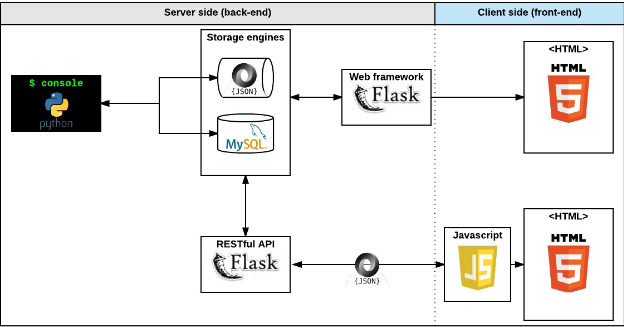 Server side (back-end)
Client side (front-end)
Storage engines
$ console
python
{JSON}
MySQL
Web framework
Flask
<HTML>
HTML
5
RESTful API
Flask
{JSON}
Javascript
JS
<HTML>
HTML
5